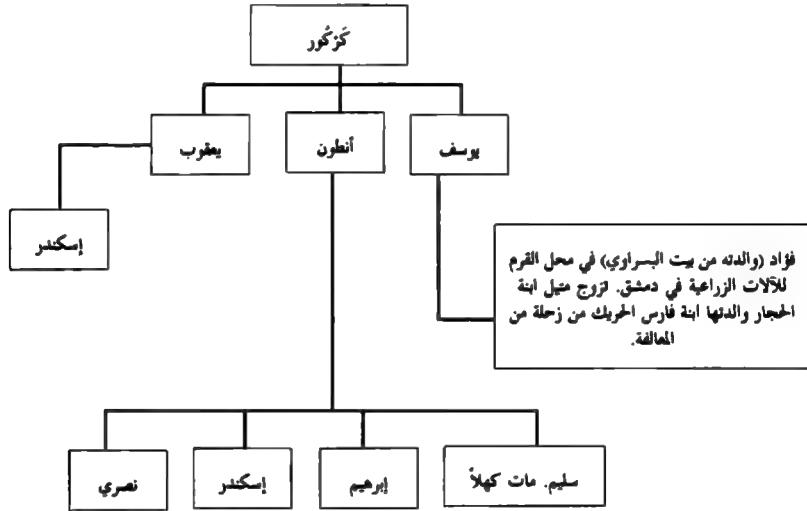 كَزكُور
يوسف
أنطون
يعقوب
إسكندر
فؤاد (والدته من بيت البسراوي) في محل القرم
للآلات الزراعية في دمشق. تزوج متيل ابنة
الحجار والدتها ابنة فارس الحريك من زحلة من
المعالفة.
سليم. مات كهلاً
إبرهيم
إسكندر
نصري